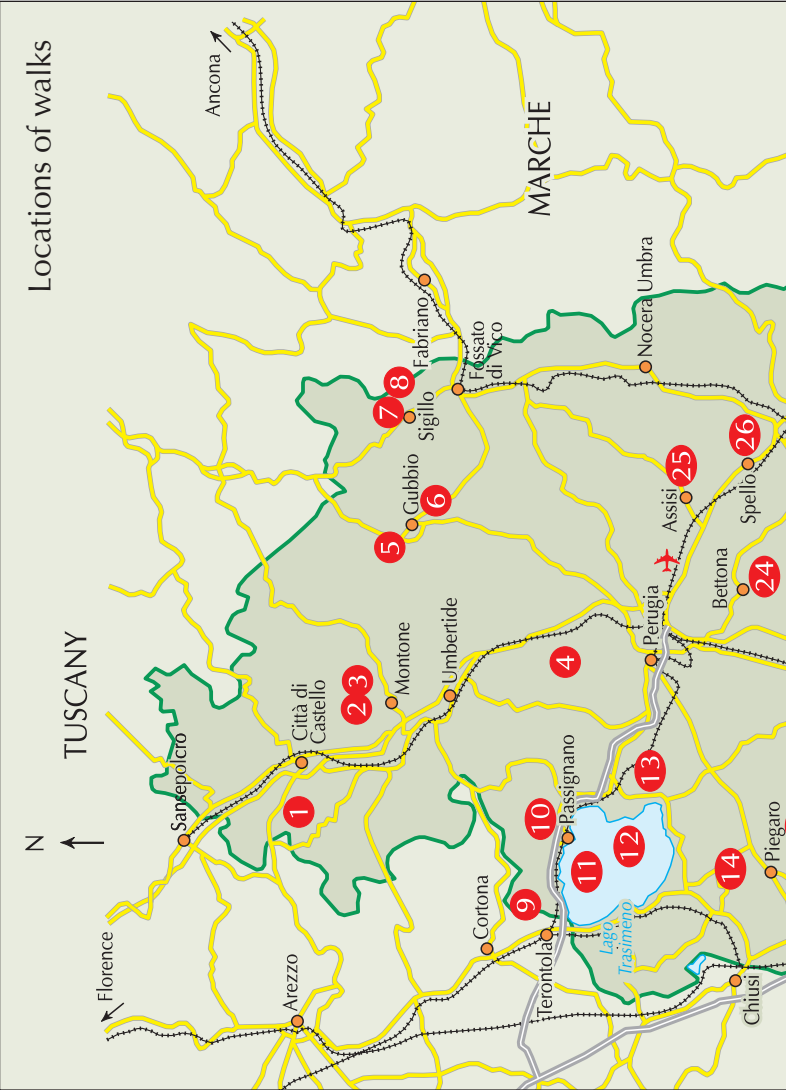 Locations of walks
N
TUSCANY
Ancona
Florence
MARCHE
Sansepolcro
Arezzo
Città di
Castello
1
2
3
Montone
Umbertide
5
Gubbio
6
7
8
Sigillo
Fabriano
Fossato
di Vico
Cortona
9
Terontola
10
Passignano
11
12
Lago
Trasimeno
13
4
Perugia
Nocera Umbra
Assisi
25
Spello
26
Bettona
24
14
Piegaro
Chiusi